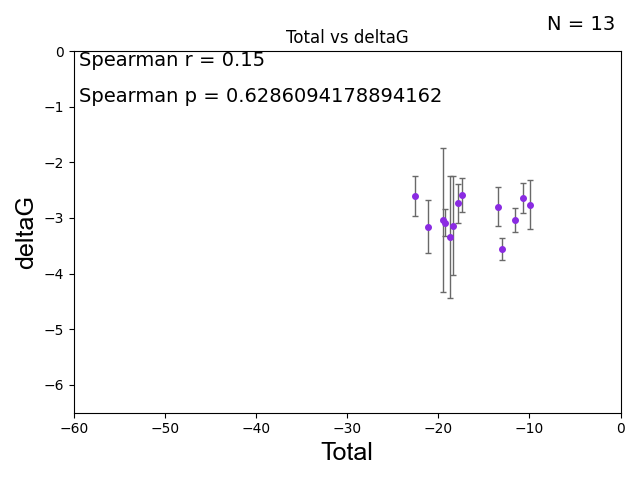 N = 13
Total vs deltaG
Spearman r = 0.15
Spearman p = 0.6286094178894162
0
−1
−2
−3
−4
−5
−6
deltaG
−60 −50 −40 −30 −20 −10 0
Total